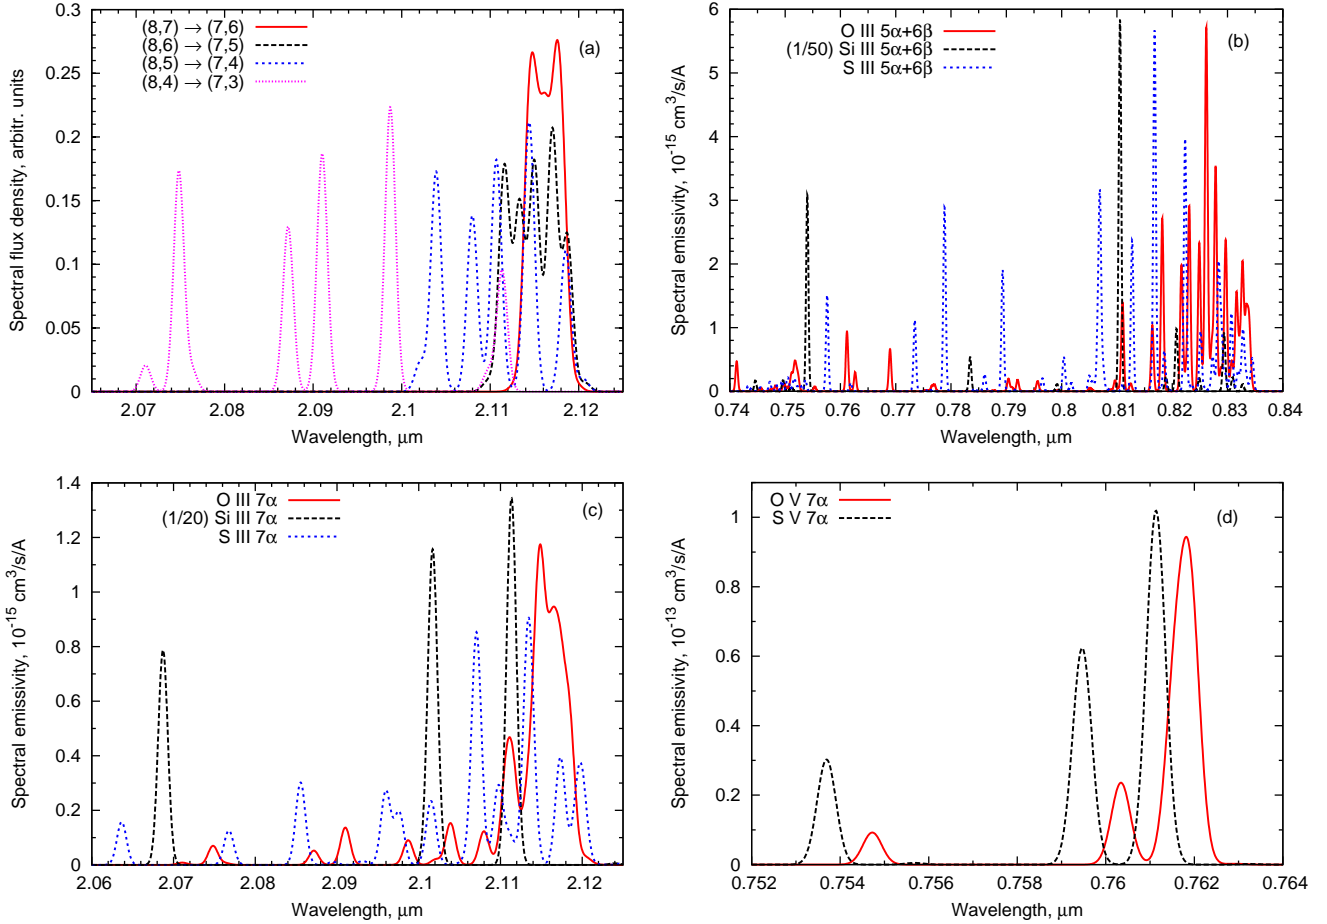 (a)
(8,7) → (7,6)
(8,6) → (7,5)
(8,5) → (7,4)
(8,4) → (7,3)
Spectral flux density, arbitr. units
0.3
0.25
0.2
0.15
0.1
0.05
0
2.07 2.08 2.09 2.1 2.11 2.12
Wavelength, μm
(b)
O III 5α+6β
(1/50) Si III 5α+6β
S III 5α+6β
Spectral emissivity, 10⁻¹⁵ cm³/s/A
6
5
4
3
2
1
0
0.74 0.75 0.76 0.77 0.78 0.79 0.8 0.81 0.82 0.83 0.84
Wavelength, μm
(c)
O III 7α
(1/20) Si III 7α
S III 7α
Spectral emissivity, 10⁻¹⁵ cm³/s/A
1.4
1.2
1
0.8
0.6
0.4
0.2
0
2.06 2.07 2.08 2.09 2.1 2.11 2.12
Wavelength, μm
(d)
O V 7α
S V 7α
Spectral emissivity, 10⁻¹³ cm³/s/A
1
0.8
0.6
0.4
0.2
0
0.752 0.754 0.756 0.758 0.76 0.762 0.764
Wavelength, μm